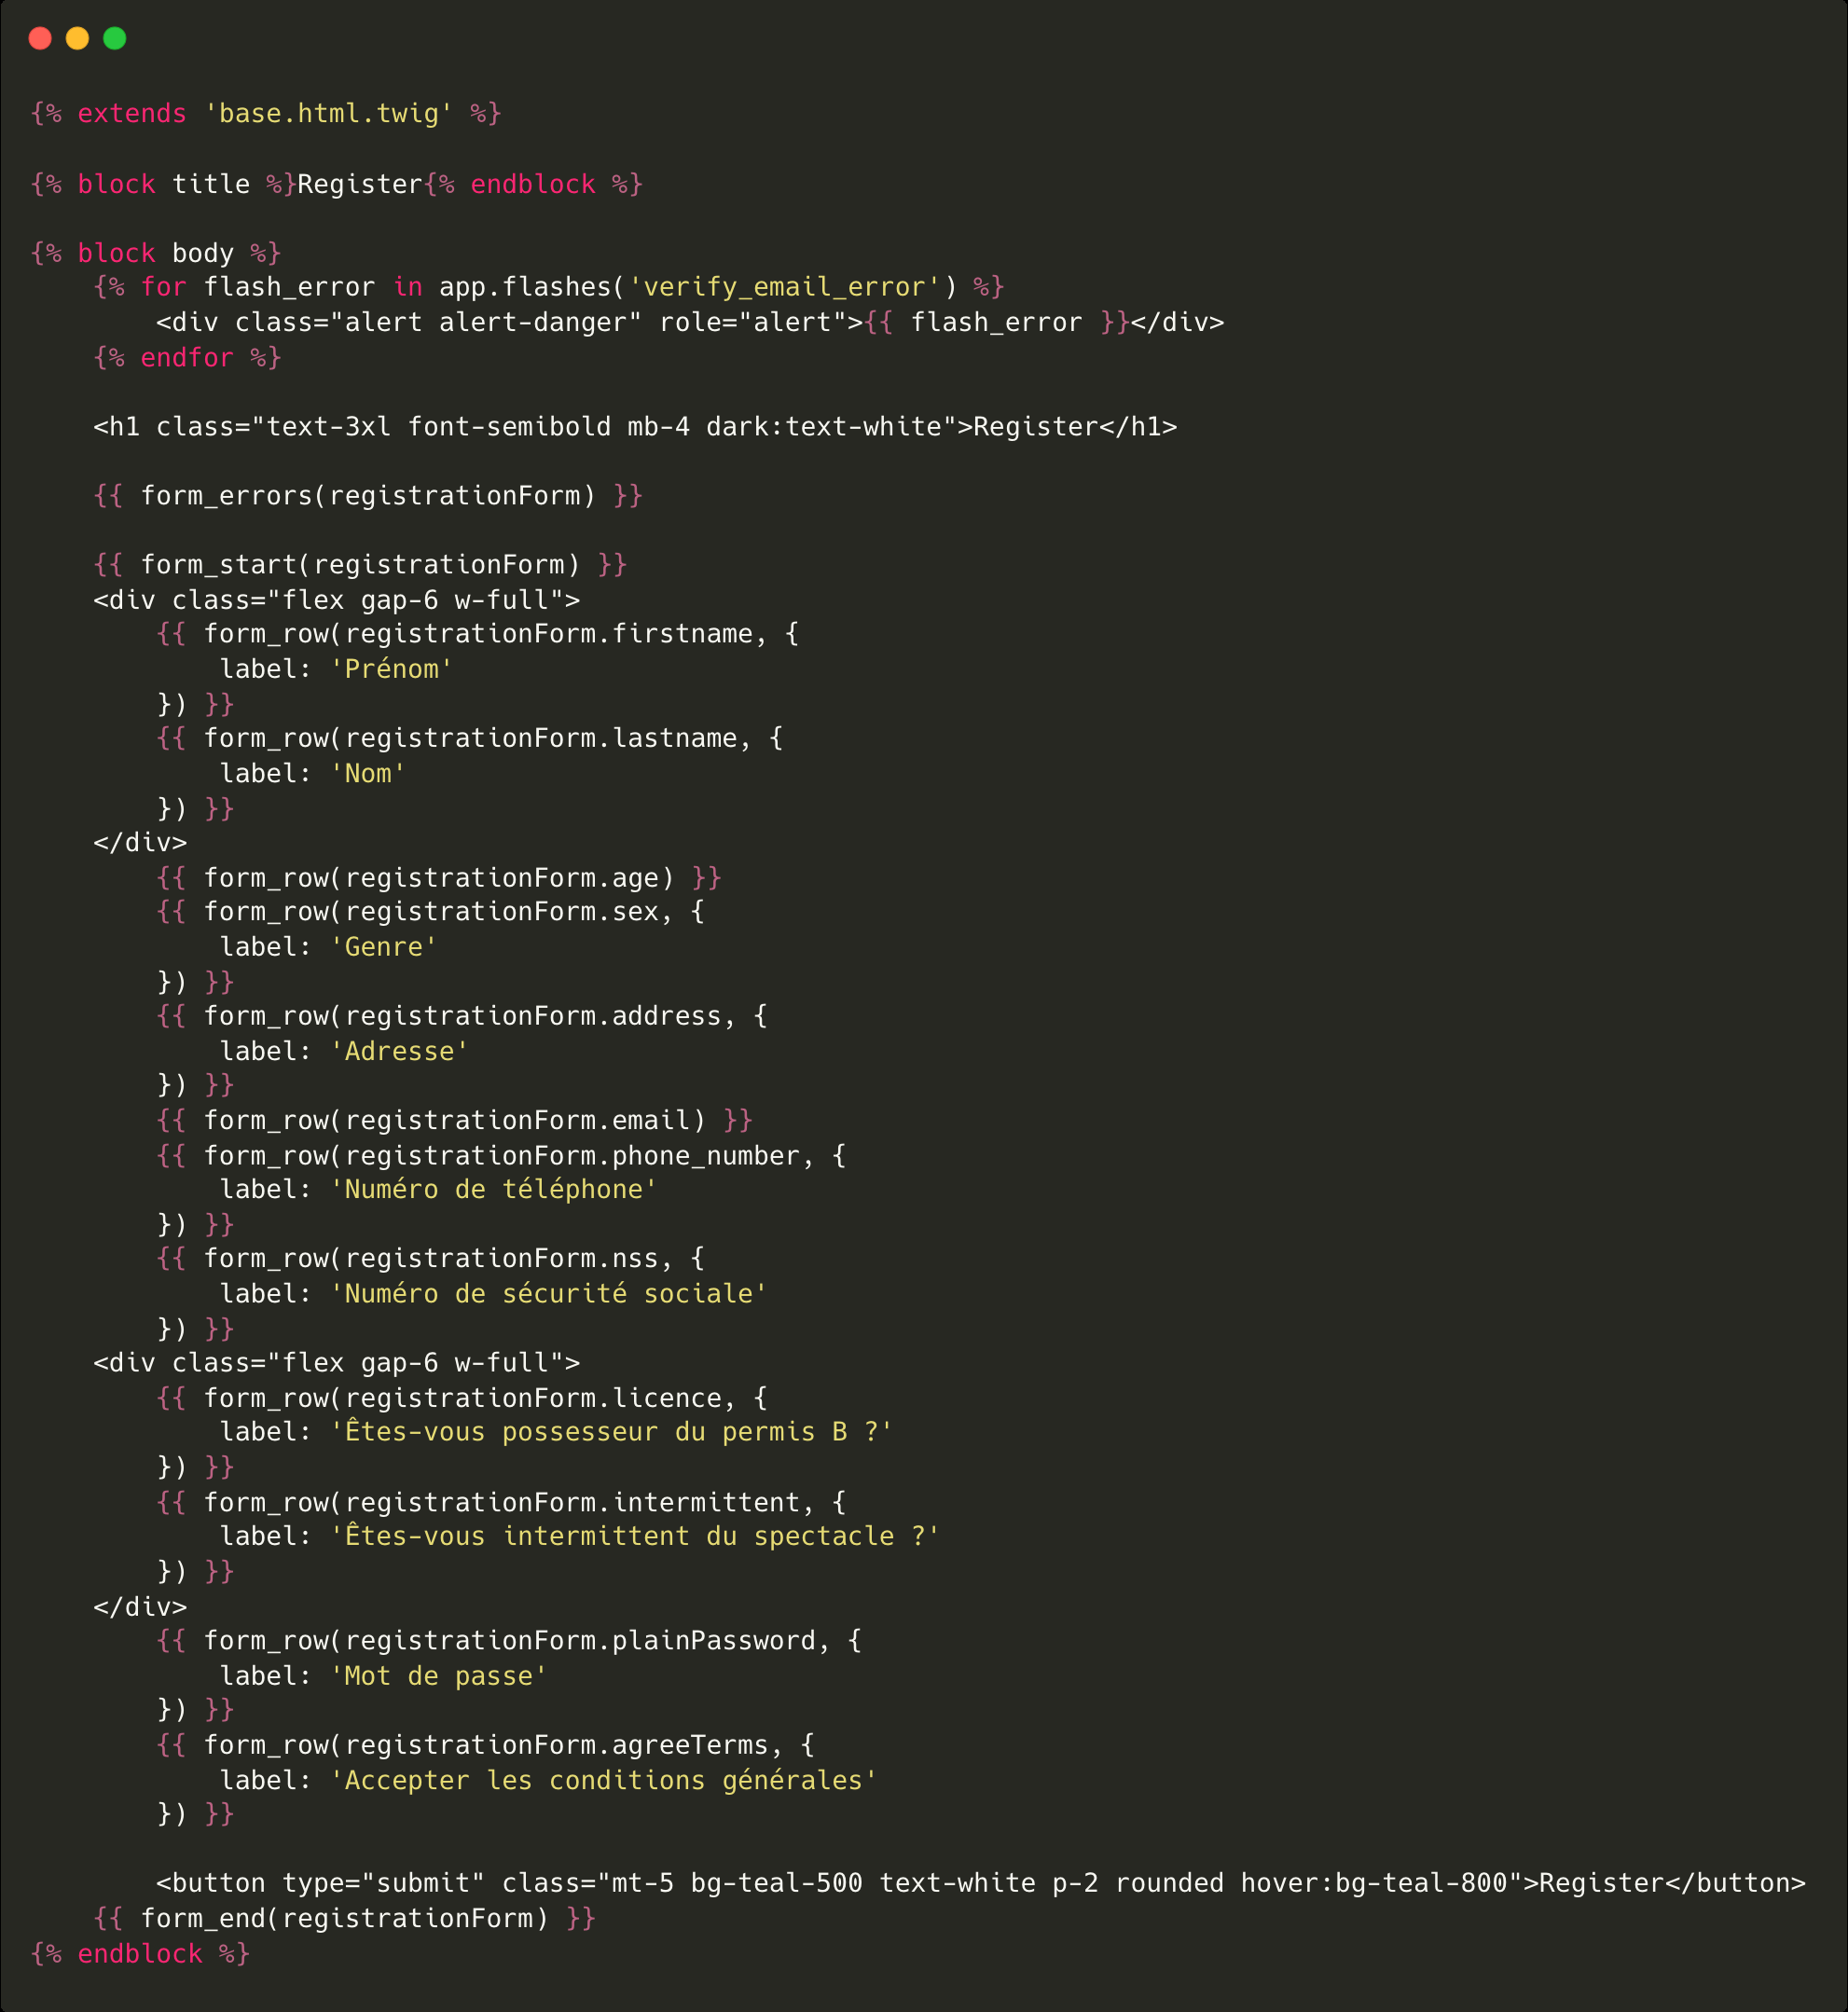 {% extends 'base.html.twig' %}

{% block title %}Register{% endblock %}

{% block body %}
    {% for flash_error in app.flashes('verify_email_error') %}
        <div class="alert alert-danger" role="alert">{{ flash_error }}</div>
    {% endfor %}

    <h1 class="text-3xl font-semibold mb-4 dark:text-white">Register</h1>

    {{ form_errors(registrationForm) }}

    {{ form_start(registrationForm) }}
    <div class="flex gap-6 w-full">
        {{ form_row(registrationForm.firstname, {
            label: 'Prénom'
        }) }}
        {{ form_row(registrationForm.lastname, {
            label: 'Nom'
        }) }}
    </div>
        {{ form_row(registrationForm.age) }}
        {{ form_row(registrationForm.sex, {
            label: 'Genre'
        }) }}
        {{ form_row(registrationForm.address, {
            label: 'Adresse'
        }) }}
        {{ form_row(registrationForm.email) }}
        {{ form_row(registrationForm.phone_number, {
            label: 'Numéro de téléphone'
        }) }}
        {{ form_row(registrationForm.nss, {
            label: 'Numéro de sécurité sociale'
        }) }}
    <div class="flex gap-6 w-full">
        {{ form_row(registrationForm.licence, {
            label: 'Êtes-vous possesseur du permis B ?'
        }) }}
        {{ form_row(registrationForm.intermittent, {
            label: 'Êtes-vous intermittent du spectacle ?'
        }) }}
    </div>
        {{ form_row(registrationForm.plainPassword, {
            label: 'Mot de passe'
        }) }}
        {{ form_row(registrationForm.agreeTerms, {
            label: 'Accepter les conditions générales'
        }) }}

        <button type="submit" class="mt-5 bg-teal-500 text-white p-2 rounded hover:bg-teal-800">Register</button>
    {{ form_end(registrationForm) }}
{% endblock %}